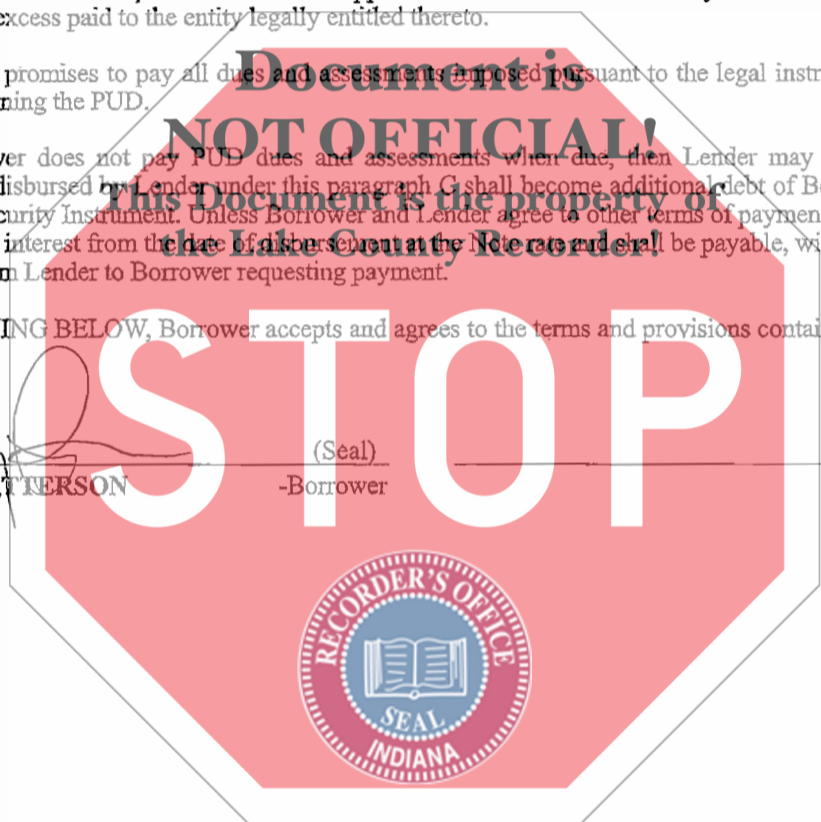 excess paid to the entity legally entitled thereto.
promises to pay all dues and assessments imposed pursuant to the legal instr
ning the PUD.
Document is
NOT OFFICIAL!
This Document is the property of
the Lake County Recorder!
er does not pay PUD dues and assessments when due, then Lender may
disbursed by Lender under this paragraph C shall become additional debt of B
curity Instrument. Unless Borrower and Lender agree to other terms of paymen
interest from the date of disbursement at the Note rate and shall be payable, wi
m Lender to Borrower requesting payment.
ING BELOW, Borrower accepts and agrees to the terms and provisions contai
STOP
(Seal)
TTERSON -Borrower
RECORDER'S OFFICE
SEAL
INDIANA